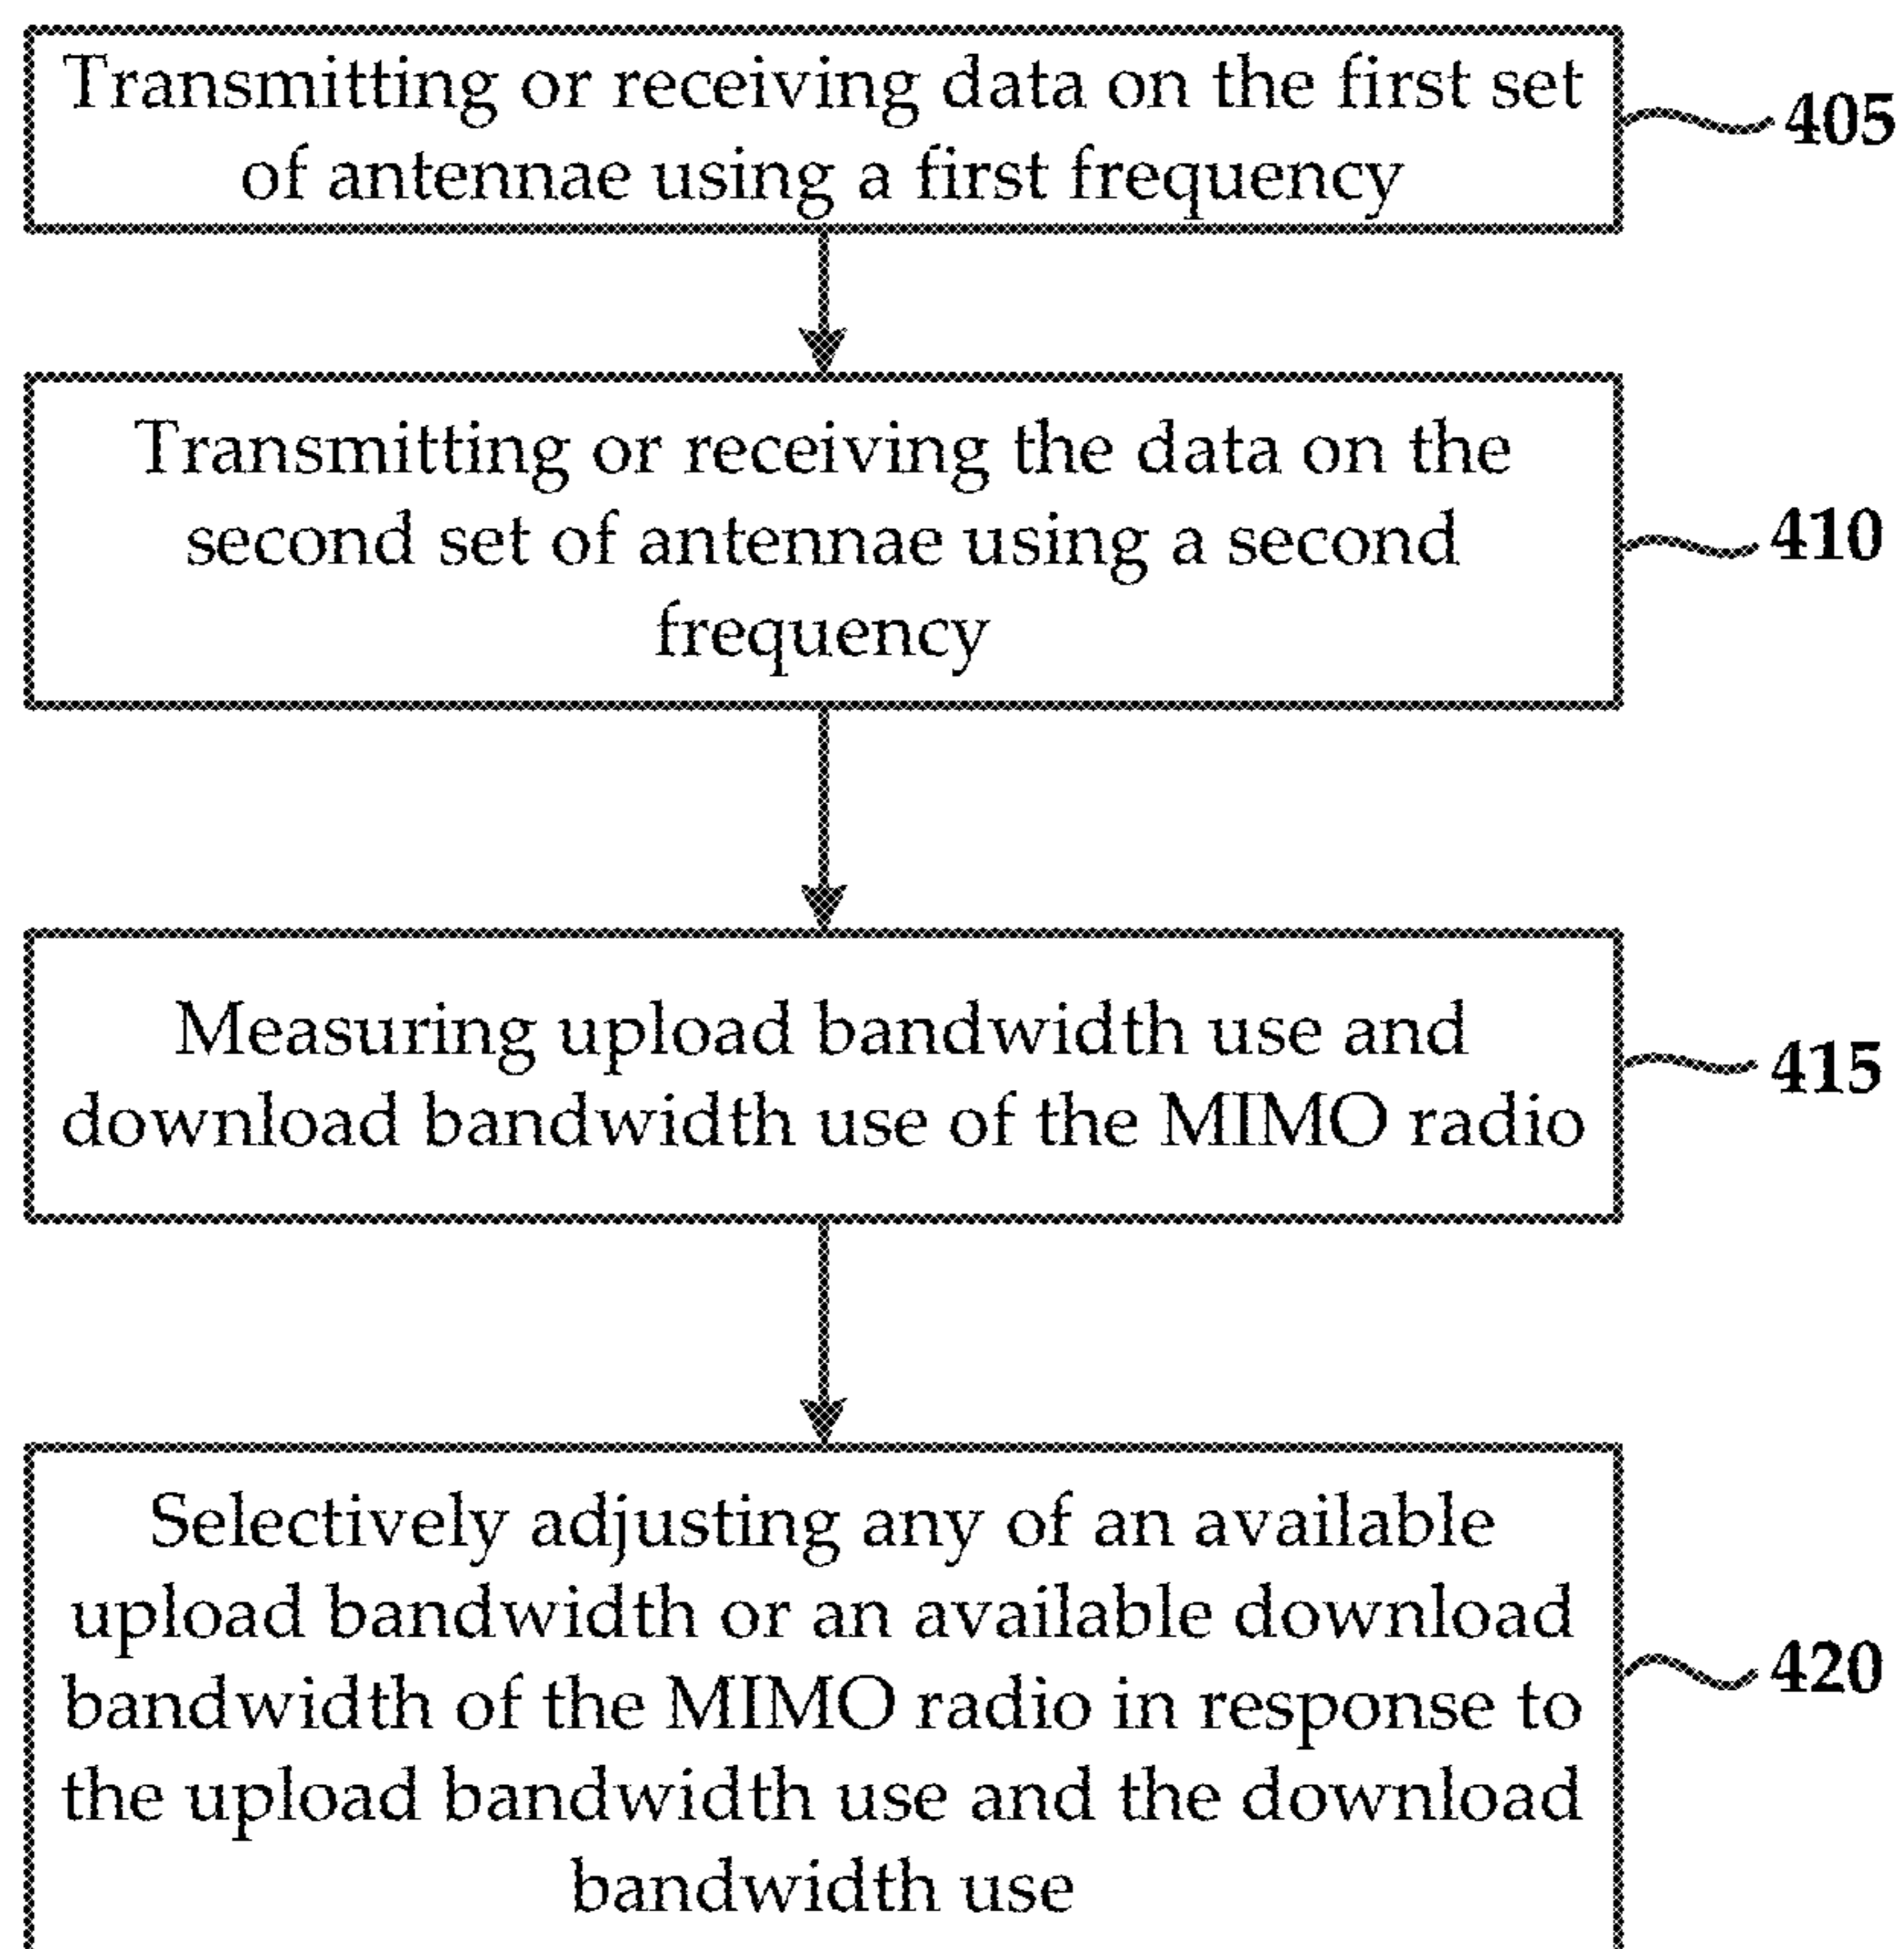 Transmitting or receiving data on the first set
of antennae using a first frequency
405
Transmitting or receiving the data on the
second set of antennae using a second
frequency
410
Measuring upload bandwidth use and
download bandwidth use of the MIMO radio
415
Selectively adjusting any of an available
upload bandwidth or an available download
bandwidth of the MIMO radio in response to
the upload bandwidth use and the download
bandwidth use
420